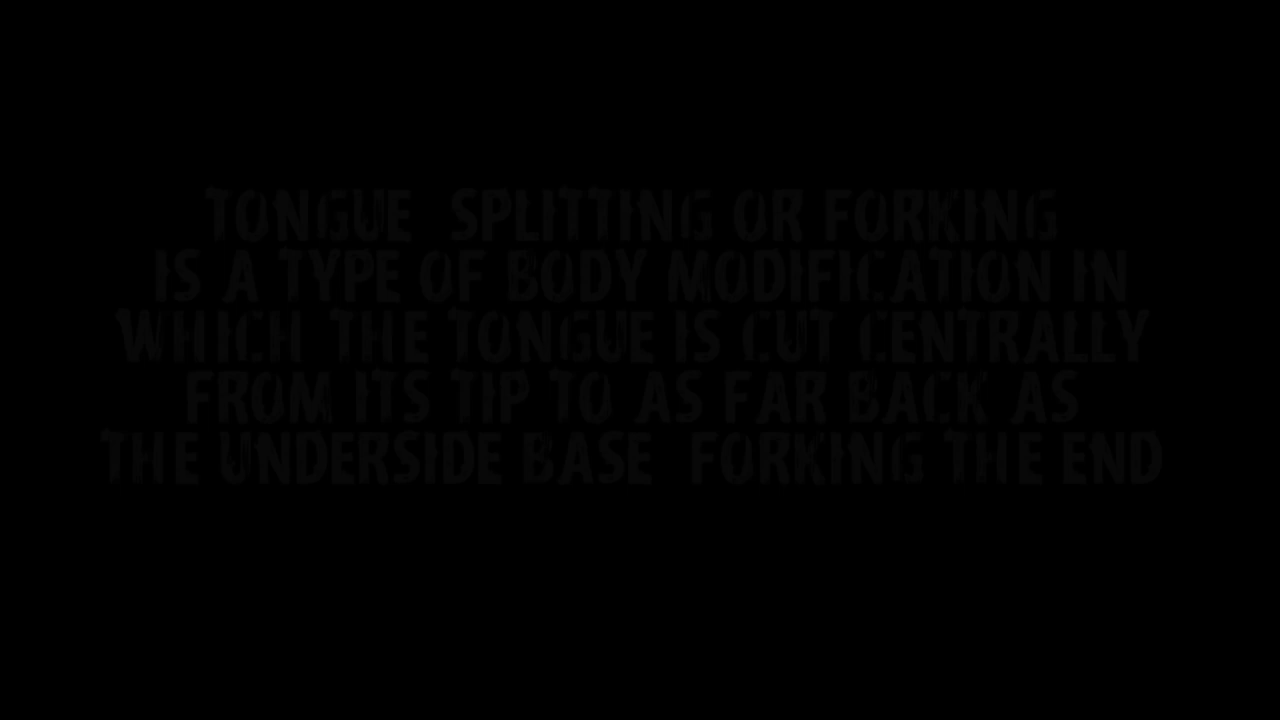 TONGUE  SPLITTING OR FORKING
IS A TYPE OF BODY MODIFICATION IN
WHICH THE TONGUE IS CUT CENTRALLY
FROM ITS TIP TO AS FAR BACK AS
THE UNDERSIDE BASE  FORKING THE END